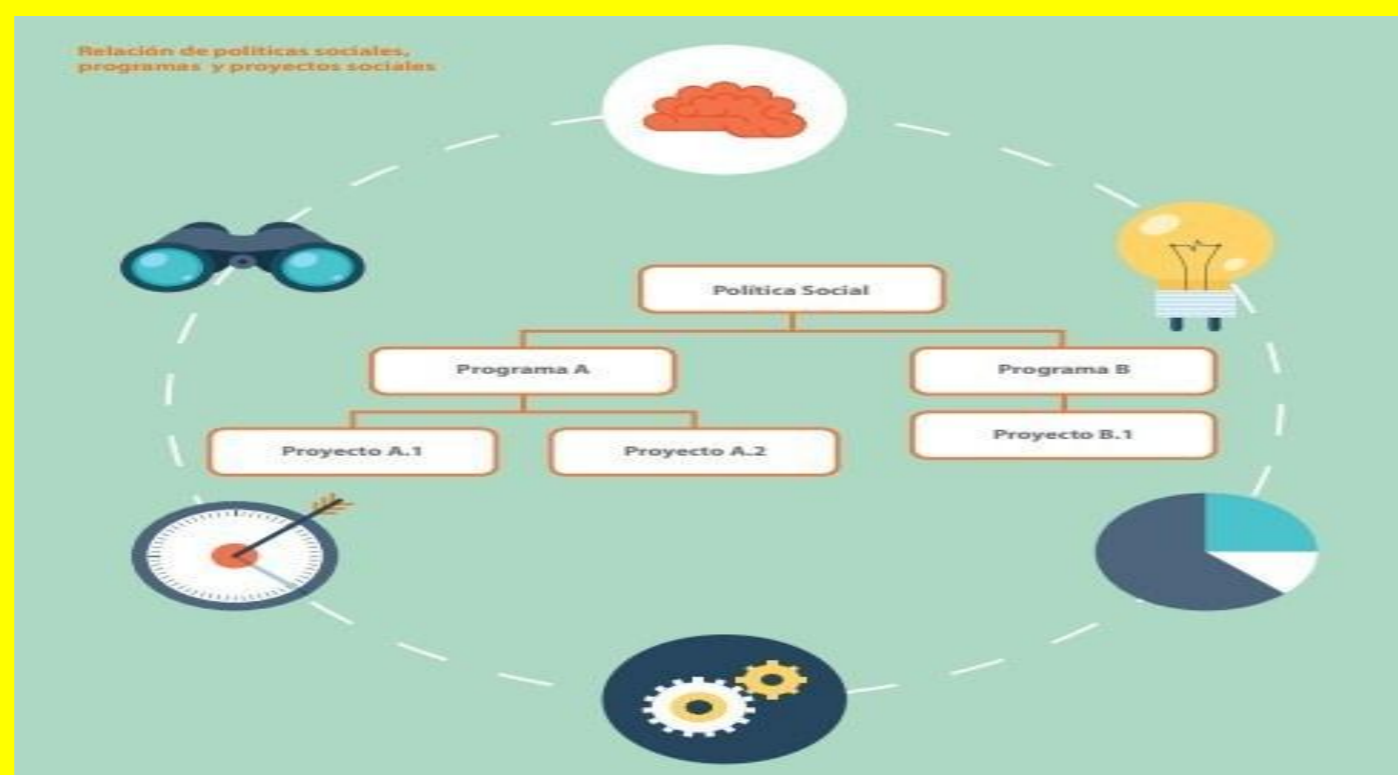 Relación de políticas sociales,
programas y proyectos sociales
Política Social
Programa A
Programa B
Proyecto A.1
Proyecto A.2
Proyecto B.1